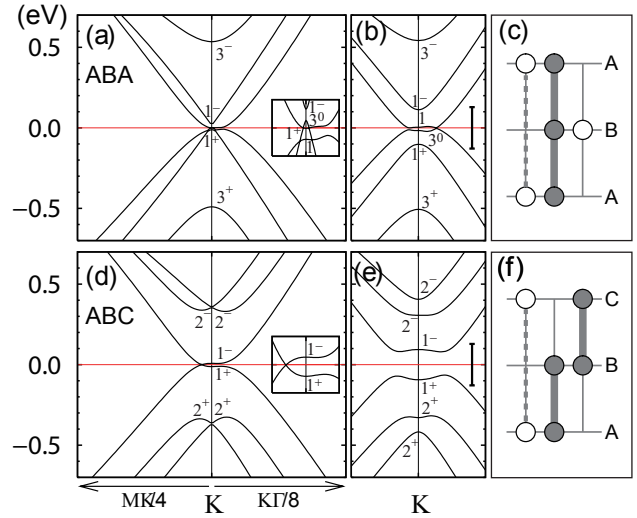 (eV)
0.5
0.0
−0.5
(a)
ABA
3⁻
1⁻
1⁺
3⁺
1⁻
3⁰
1⁺
1
(b)
3⁻
1⁻
1
3⁰
1⁺
3⁺
(c)
A
B
A
0.5
0.0
−0.5
(d)
ABC
2⁻ 2⁻
1⁻
1⁺
2⁺ 2⁺
1⁻
1⁺
(e)
2⁻
2⁻
1⁻
1⁺
2⁺
2⁺
(f)
C
B
A
MK/4 K KΓ/8
K